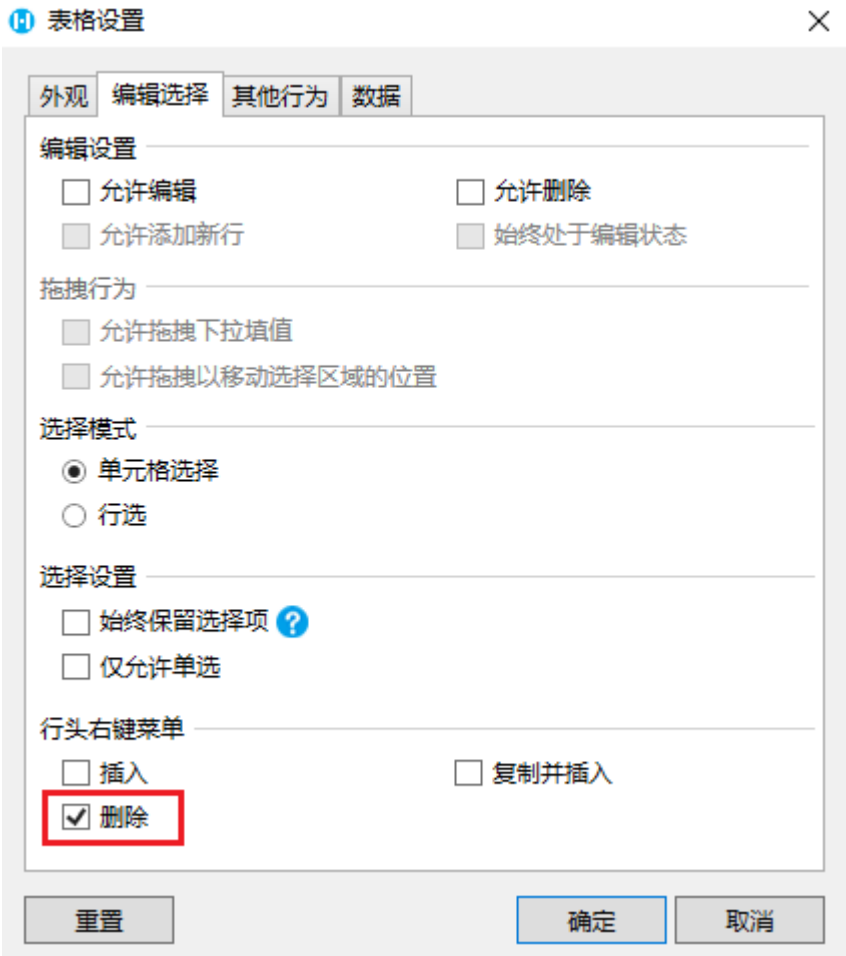 表格设置
外观 编辑选择 其他行为 数据
编辑设置
允许编辑 允许删除
允许添加新行 始终处于编辑状态
拖拽行为
允许拖拽下拉填值
允许拖拽以移动选择区域的位置
选择模式
单元格选择
行选
选择设置
始终保留选择项 ?
仅允许单选
行头右键菜单
插入 复制并插入
删除
重置 确定 取消